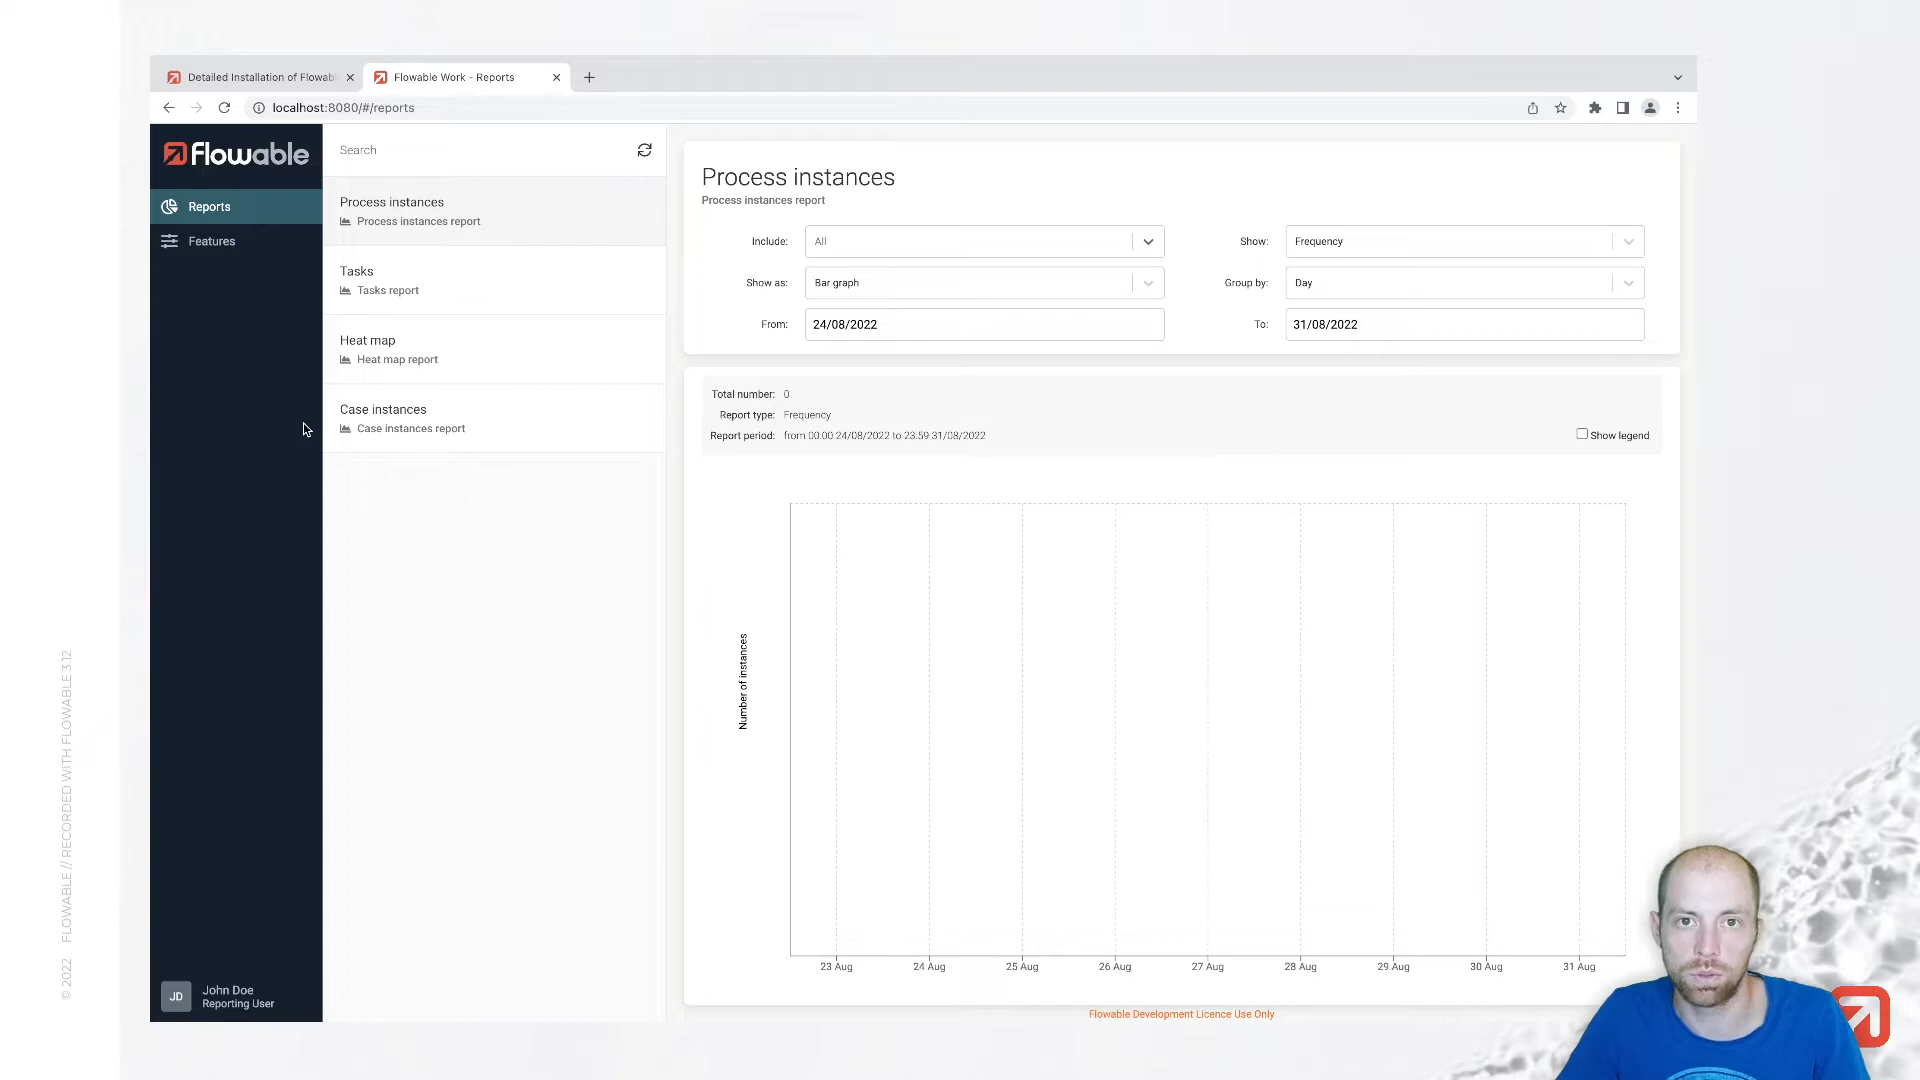 Detailed Installation of Flowab
Flowable Work - Reports
localhost:8080/#/reports
Flowable
Reports
Features
Search
Process instances
Process instances report
Tasks
Tasks report
Heat map
Heat map report
Case instances
Case instances report
Process instances
Process instances report
Include: All
Show: Frequency
Show as: Bar graph
Group by: Day
From: 24/08/2022
To: 31/08/2022
Total number: 0
Report type: Frequency
Report period: from 00:00 24/08/2022 to 23:59 31/08/2022
Show legend
Number of instances
23 Aug 24 Aug 25 Aug 26 Aug 27 Aug 28 Aug 29 Aug 30 Aug 31 Aug
Flowable Development Licence Use Only
JD
John Doe
Reporting User
© 2022 FLOWABLE // RECORDED WITH FLOWABLE 3.12